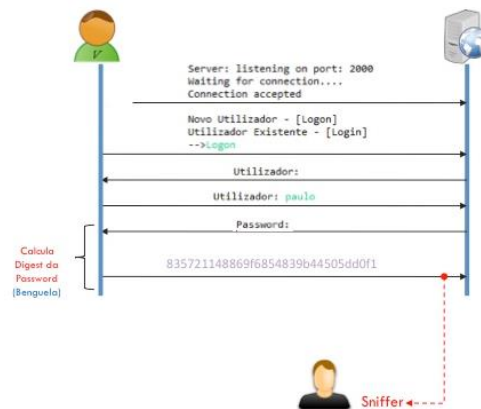 V
Server: listening on port: 2000
Waiting for connection....
Connection accepted
Novo Utilizador - [Logon]
Utilizador Existente - [Login]
-->Logon
Utilizador:
Utilizador: paulo
Password:
Calcula
Digest da
Password
(Benguela)
835721148869f6854839b44505dd0f1
Sniffer